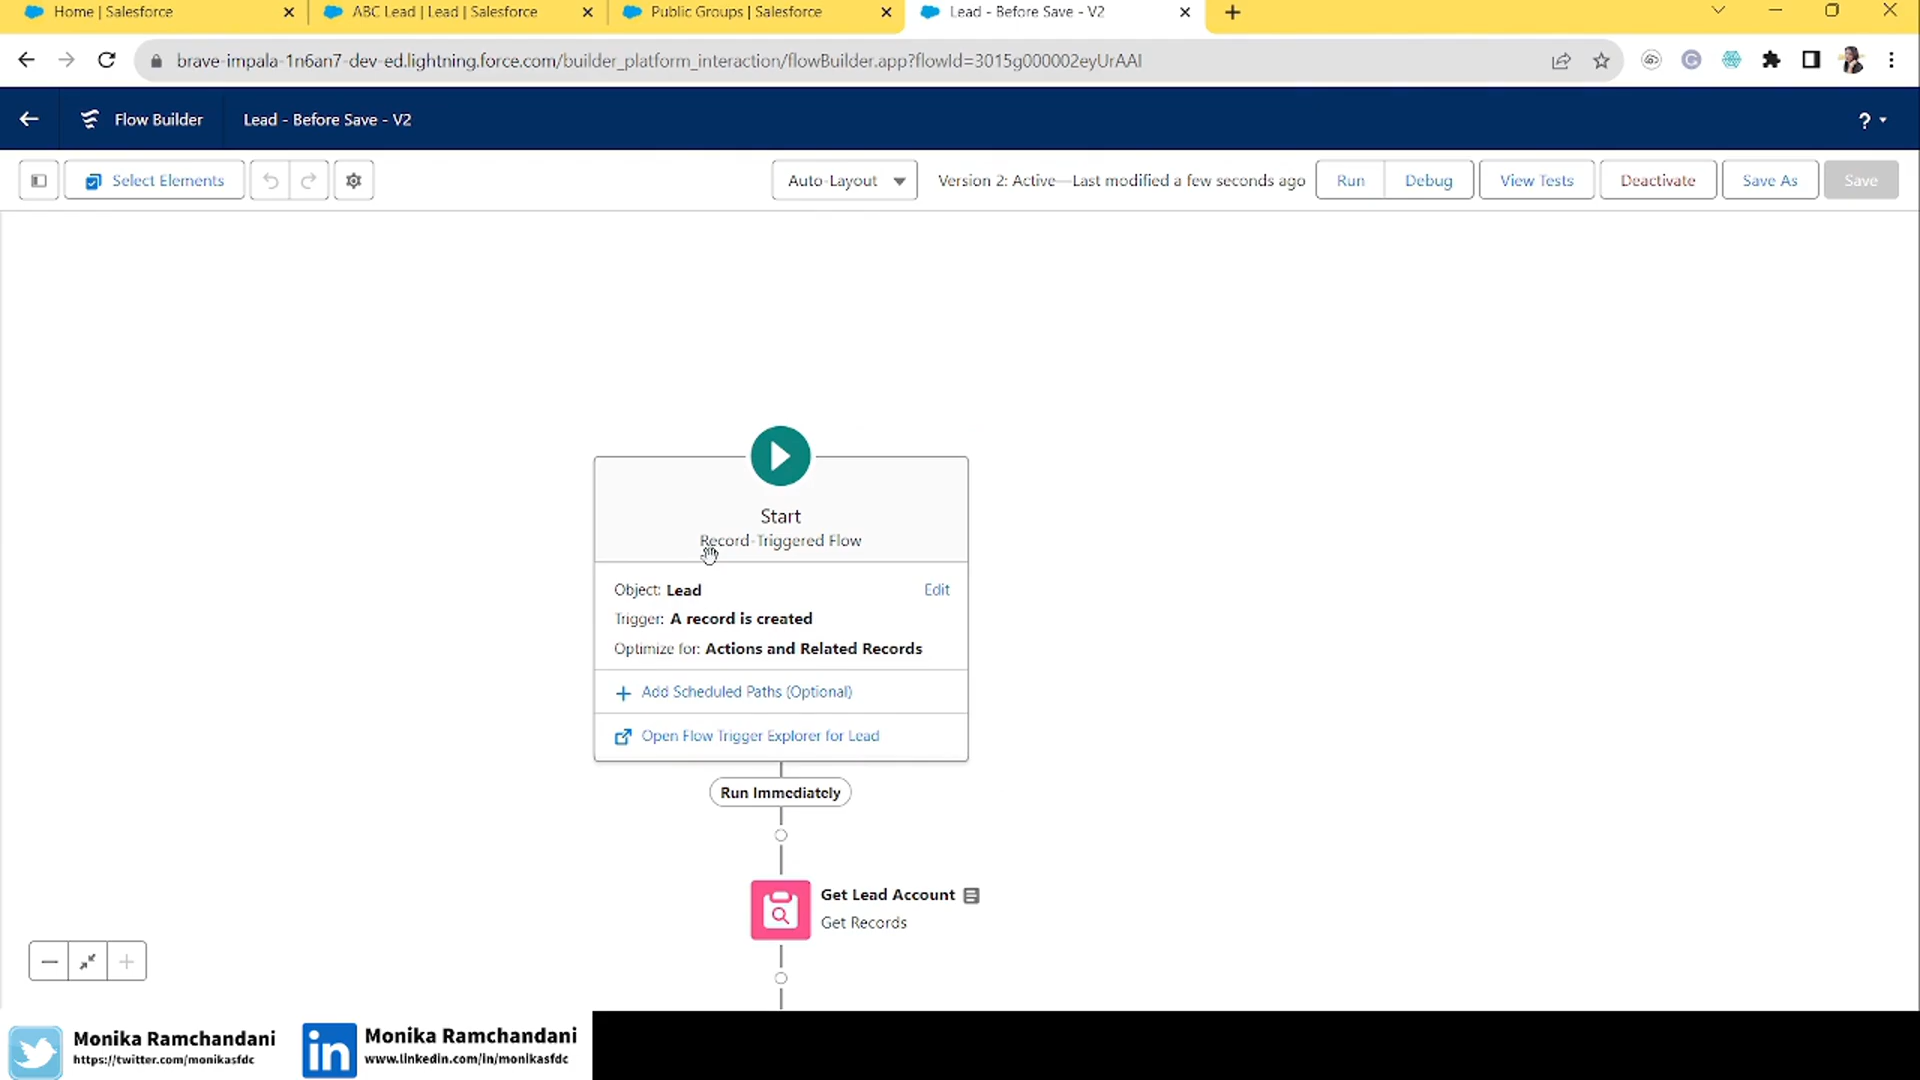 Home | Salesforce
ABC Lead | Lead | Salesforce
Public Groups | Salesforce
Lead - Before Save - V2
brave-impala-1n6an7-dev-ed.lightning.force.com/builder_platform_interaction/flowBuilder.app?flowId=3015g000002eyUrAAI
Flow Builder
Lead - Before Save - V2
?
Select Elements
Auto-Layout
Version 2: Active—Last modified a few seconds ago
Run
Debug
View Tests
Deactivate
Save As
Save
Start
Record-Triggered Flow
Object: Lead
Edit
Trigger: A record is created
Optimize for: Actions and Related Records
Add Scheduled Paths (Optional)
Open Flow Trigger Explorer for Lead
Run Immediately
Get Lead Account
Get Records
Monika Ramchandani
https://twitter.com/monikasfdc
in
Monika Ramchandani
www.linkedin.com/in/monikasfdc